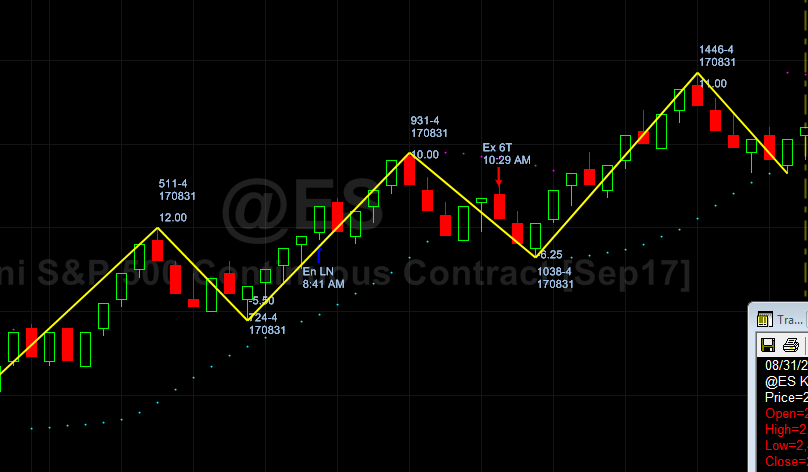 1446-4
170831
11.00
931-4
170831
10.00
Ex 6T
10:29 AM
511-4
170831
12.00
@ES
ni S&P 500 Continuous Contract [Sep17]
-6.25
1038-4
170831
En LN
8:41 AM
-5.50
724-4
170831
Tra...
08/31/2
@ES K
Price=2
Open=2
High=2
Low=2,
Close=